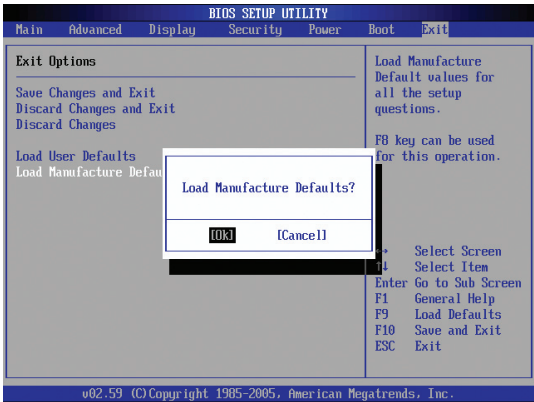 BIOS SETUP UTILITY
Main Advanced Display Security Power Boot Exit
Exit Options
Save Changes and Exit
Discard Changes and Exit
Discard Changes
Load User Defaults
Load Manufacture Defau
Load Manufacture Defaults?
[Ok] [Cancel]
Load Manufacture
Default values for
all the setup
questions.
F8 key can be used
for this operation.
↔ Select Screen
↑↓ Select Item
Enter Go to Sub Screen
F1 General Help
F9 Load Defaults
F10 Save and Exit
ESC Exit
v02.59 (C)Copyright 1985-2005, American Megatrends, Inc.